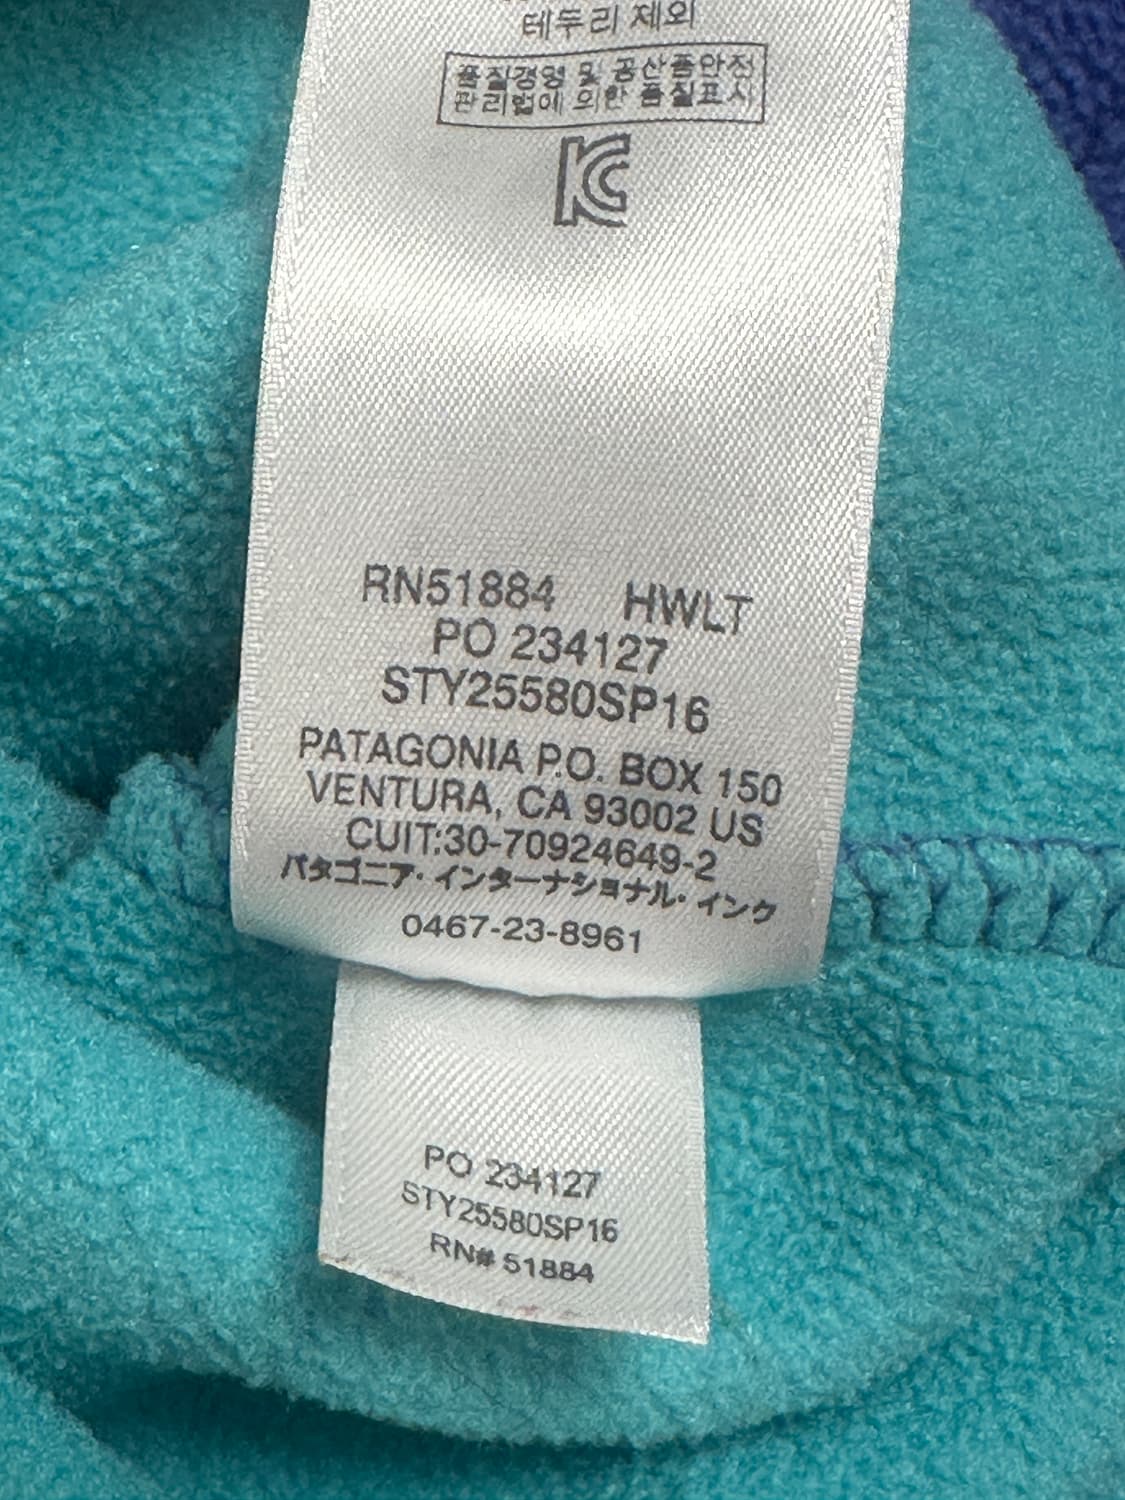 테두리 제외
품질경영 및 공산품안전
관리법에 의한 품질표시
KC
RN51884 HWLT
PO 234127
STY25580SP16
PATAGONIA P.O. BOX 150
VENTURA, CA 93002 US
CUIT:30-70924649-2
パタゴニア・インターナショナル・インク
0467-23-8961
PO 234127
STY25580SP16
RN# 51884